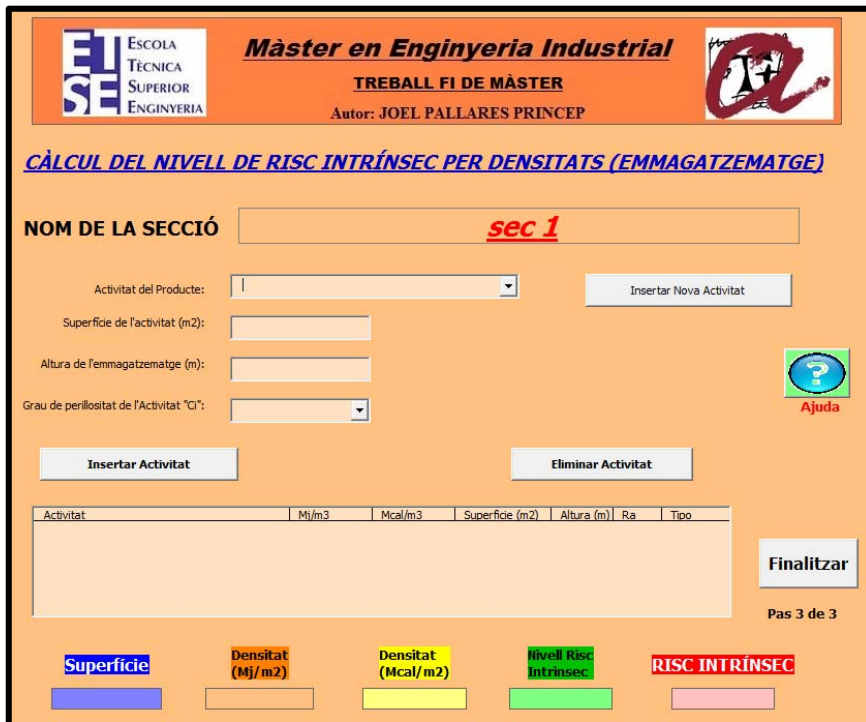 ETSE
ESCOLA
TÈCNICA
SUPERIOR
ENGINYERIA
Màster en Enginyeria Industrial
TREBALL FI DE MÀSTER
Autor: JOEL PALLARES PRINCEP
CÀLCUL DEL NIVELL DE RISC INTRÍNSEC PER DENSITATS (EMMAGATZEMATGE)
NOM DE LA SECCIÓ sec 1
Activitat del Producte: Insertar Nova Activitat
Superfície de l'activitat (m2):
Altura de l'emmagatzematge (m):
Ajuda
Grau de perillositat de l'Activitat "Ci":
Insertar Activitat Eliminar Activitat
Activitat Mj/m3 Mcal/m3 Superficie (m2) Altura (m) Ra Tipo
Finalitzar
Pas 3 de 3
Superfície
Densitat
(Mj/m2)
Densitat
(Mcal/m2)
Nivell Risc
Intrinsec
RISC INTRÍNSEC